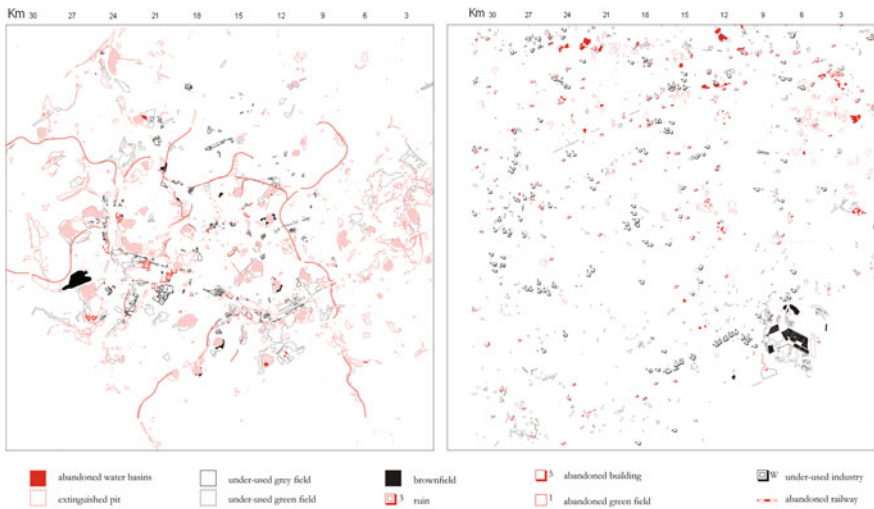 Km 30 27 24 21 18 15 12 9 6 3
Km 30 27 24 21 18 15 12 9 6 3
abandoned water basins
under-used grey field
brownfield
5 abandoned building
W under-used industry
extinguished pit
under-used green field
3 ruin
1 abandoned green field
abandoned railway